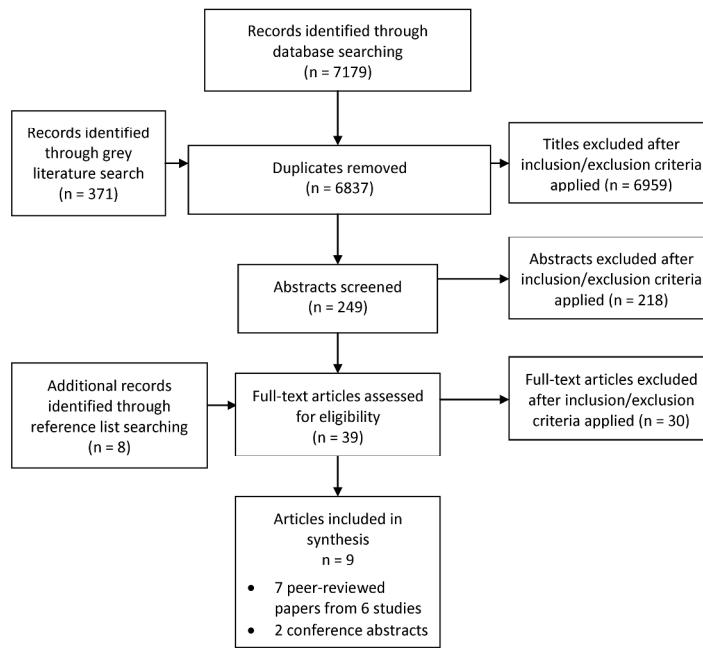 Records identified through
database searching
(n = 7179)
Records identified
through grey
literature search
(n = 371)
Duplicates removed
(n = 6837)
Titles excluded after
inclusion/exclusion criteria
applied (n = 6959)
Abstracts screened
(n = 249)
Abstracts excluded after
inclusion/exclusion criteria
applied (n = 218)
Additional records
identified through
reference list searching
(n = 8)
Full-text articles assessed
for eligibility
(n = 39)
Full-text articles excluded
after inclusion/exclusion
criteria applied (n = 30)
Articles included in
synthesis
n = 9
• 7 peer-reviewed
papers from 6 studies
• 2 conference abstracts